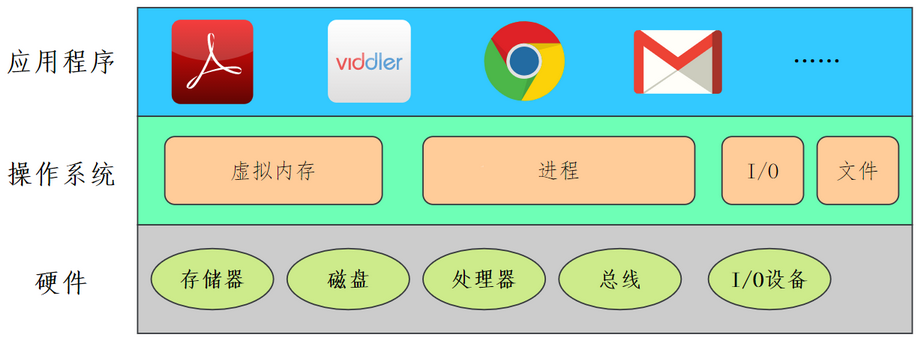 应用程序
viddler
······
操作系统
虚拟内存
进程
I/O
文件
硬件
存储器
磁盘
处理器
总线
I/O设备